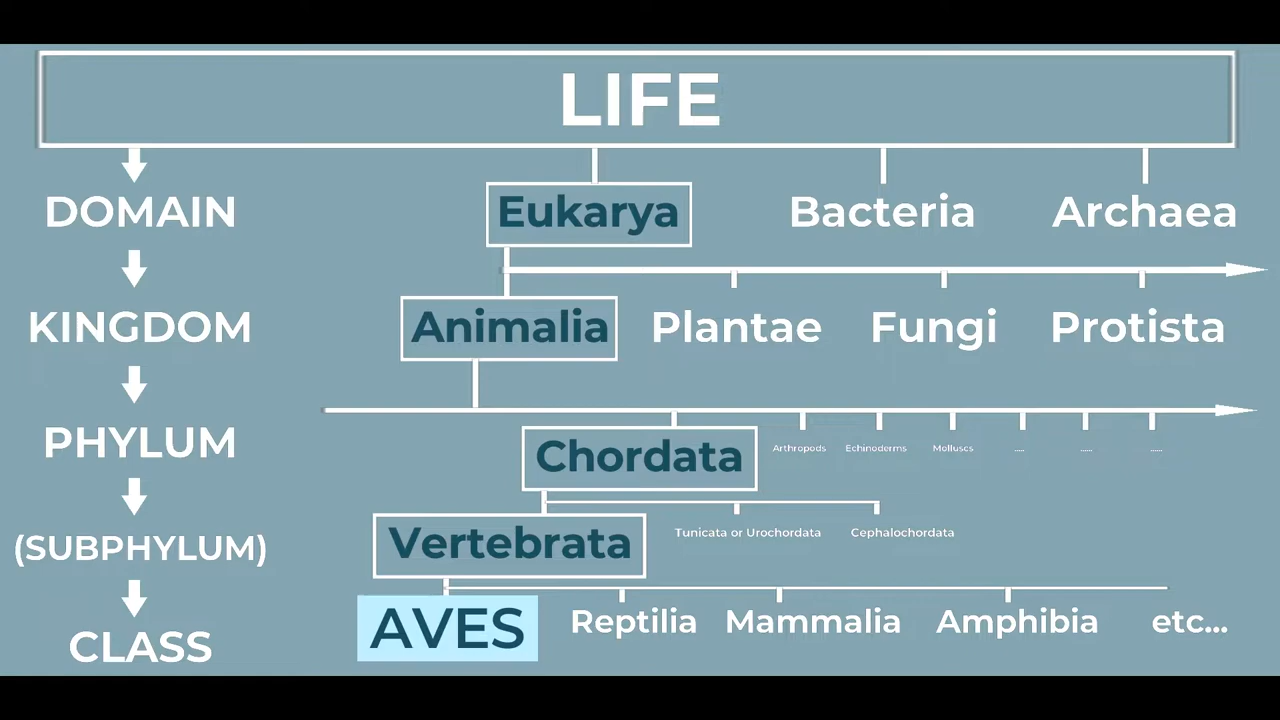 LIFE
DOMAIN Eukarya Bacteria Archaea
KINGDOM Animalia Plantae Fungi Protista
PHYLUM Chordata Arthropods Echinoderms Molluscs ..... ...... ......
(SUBPHYLUM) Vertebrata Tunicata or Urochordata Cephalochordata
CLASS AVES Reptilia Mammalia Amphibia etc...